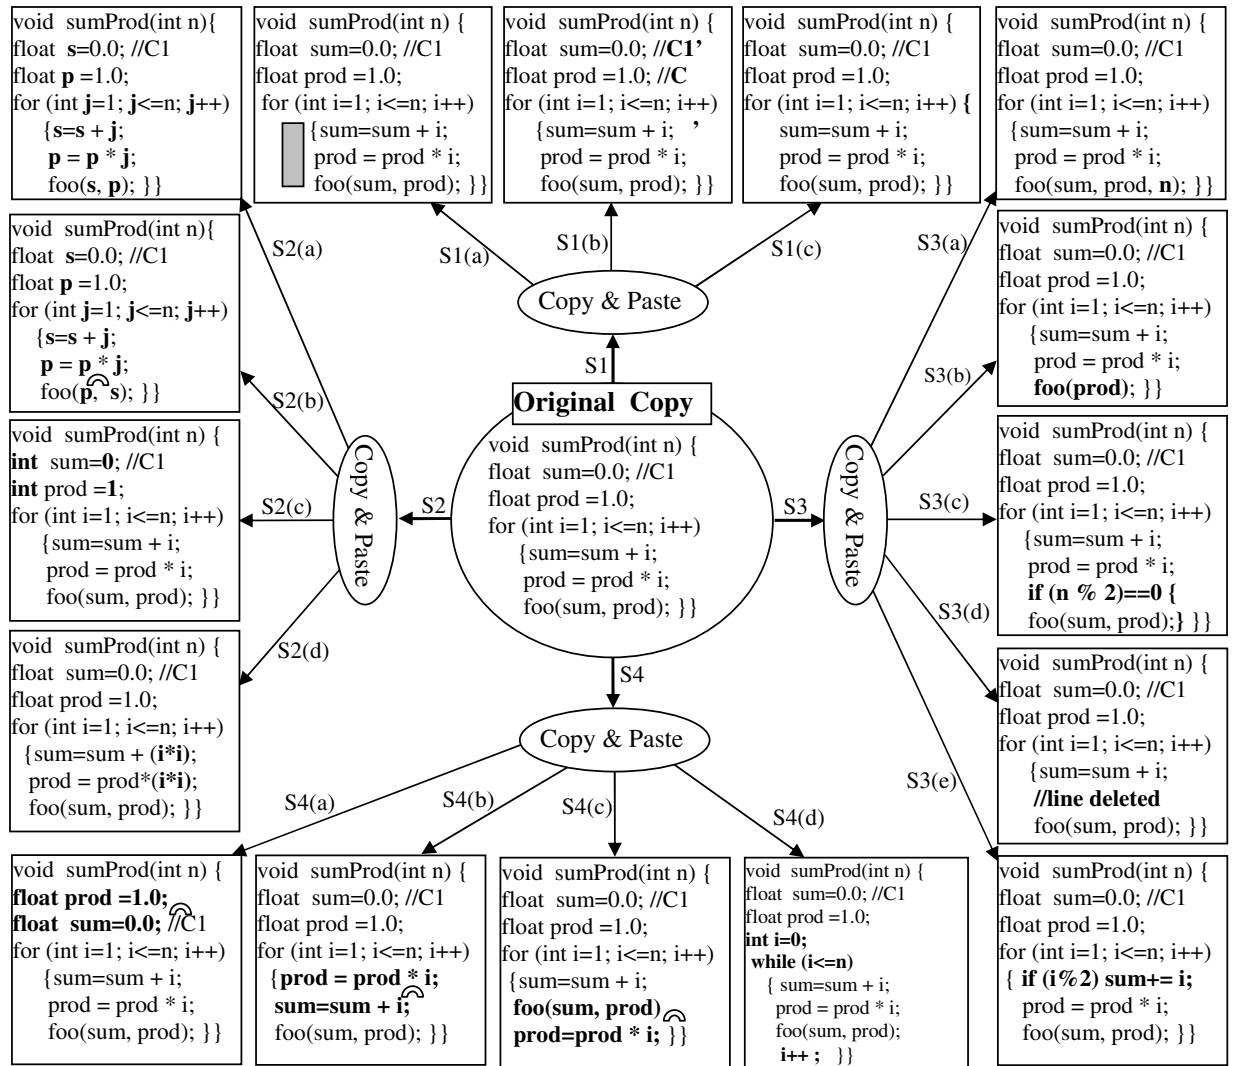 void sumProd(int n){
float s=0.0; //C1
float p =1.0;
for (int j=1; j<=n; j++)
{s=s + j;
p = p * j;
foo(s, p); }}
void sumProd(int n) {
float sum=0.0; //C1
float prod =1.0;
for (int i=1; i<=n; i++)
{sum=sum + i;
prod = prod * i;
foo(sum, prod); }}
void sumProd(int n) {
float sum=0.0; //C1’
float prod =1.0; //C
for (int i=1; i<=n; i++)
{sum=sum + i; ’
prod = prod * i;
foo(sum, prod); }}
void sumProd(int n) {
float sum=0.0; //C1
float prod =1.0;
for (int i=1; i<=n; i++) {
sum=sum + i;
prod = prod * i;
foo(sum, prod); }}
void sumProd(int n) {
float sum=0.0; //C1
float prod =1.0;
for (int i=1; i<=n; i++)
{sum=sum + i;
prod = prod * i;
foo(sum, prod, n); }}
S2(a)
S1(a)
S1(b)
S1(c)
S3(a)
void sumProd(int n){
float s=0.0; //C1
float p =1.0;
for (int j=1; j<=n; j++)
{s=s + j;
p = p * j;
foo(p, s); }}
Copy & Paste
S1
void sumProd(int n) {
float sum=0.0; //C1
float prod =1.0;
for (int i=1; i<=n; i++)
{sum=sum + i;
prod = prod * i;
foo(prod); }}
S2(b)
S3(b)
Original Copy
void sumProd(int n) {
float sum=0.0; //C1
float prod =1.0;
for (int i=1; i<=n; i++)
{sum=sum + i;
prod = prod * i;
foo(sum, prod); }}
void sumProd(int n) {
int sum=0; //C1
int prod =1;
for (int i=1; i<=n; i++)
{sum=sum + i;
prod = prod * i;
foo(sum, prod); }}
S2(c)
Copy & Paste
S2
S3
Copy & Paste
S3(c)
void sumProd(int n) {
float sum=0.0; //C1
float prod =1.0;
for (int i=1; i<=n; i++)
{sum=sum + i;
prod = prod * i;
if (n % 2)==0 {
foo(sum, prod);} }}
S2(d)
S3(d)
S4
void sumProd(int n) {
float sum=0.0; //C1
float prod =1.0;
for (int i=1; i<=n; i++)
{sum=sum + (i*i);
prod = prod*(i*i);
foo(sum, prod); }}
Copy & Paste
void sumProd(int n) {
float sum=0.0; //C1
float prod =1.0;
for (int i=1; i<=n; i++)
{sum=sum + i;
//line deleted
foo(sum, prod); }}
S4(a)
S4(b)
S4(c)
S4(d)
S3(e)
void sumProd(int n) {
float prod =1.0;
float sum=0.0; //C1
for (int i=1; i<=n; i++)
{sum=sum + i;
prod = prod * i;
foo(sum, prod); }}
void sumProd(int n) {
float sum=0.0; //C1
float prod =1.0;
for (int i=1; i<=n; i++)
{prod = prod * i;
sum=sum + i;
foo(sum, prod); }}
void sumProd(int n) {
float sum=0.0; //C1
float prod =1.0;
for (int i=1; i<=n; i++)
{sum=sum + i;
foo(sum, prod)
prod=prod * i; }}
void sumProd(int n) {
float sum=0.0; //C1
float prod =1.0;
int i=0;
while (i<=n)
{ sum=sum + i;
prod = prod * i;
foo(sum, prod);
i++ ; }}
void sumProd(int n) {
float sum=0.0; //C1
float prod =1.0;
for (int i=1; i<=n; i++)
{ if (i%2) sum+= i;
prod = prod * i;
foo(sum, prod); }}